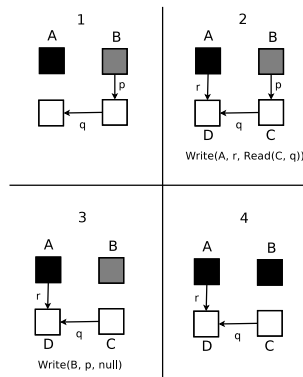 1
A B
p
q
2
A B
r p
q
D C
Write(A, r, Read(C, q))
3
A B
r
q
D C
Write(B, p, null)
4
A B
r
q
D C